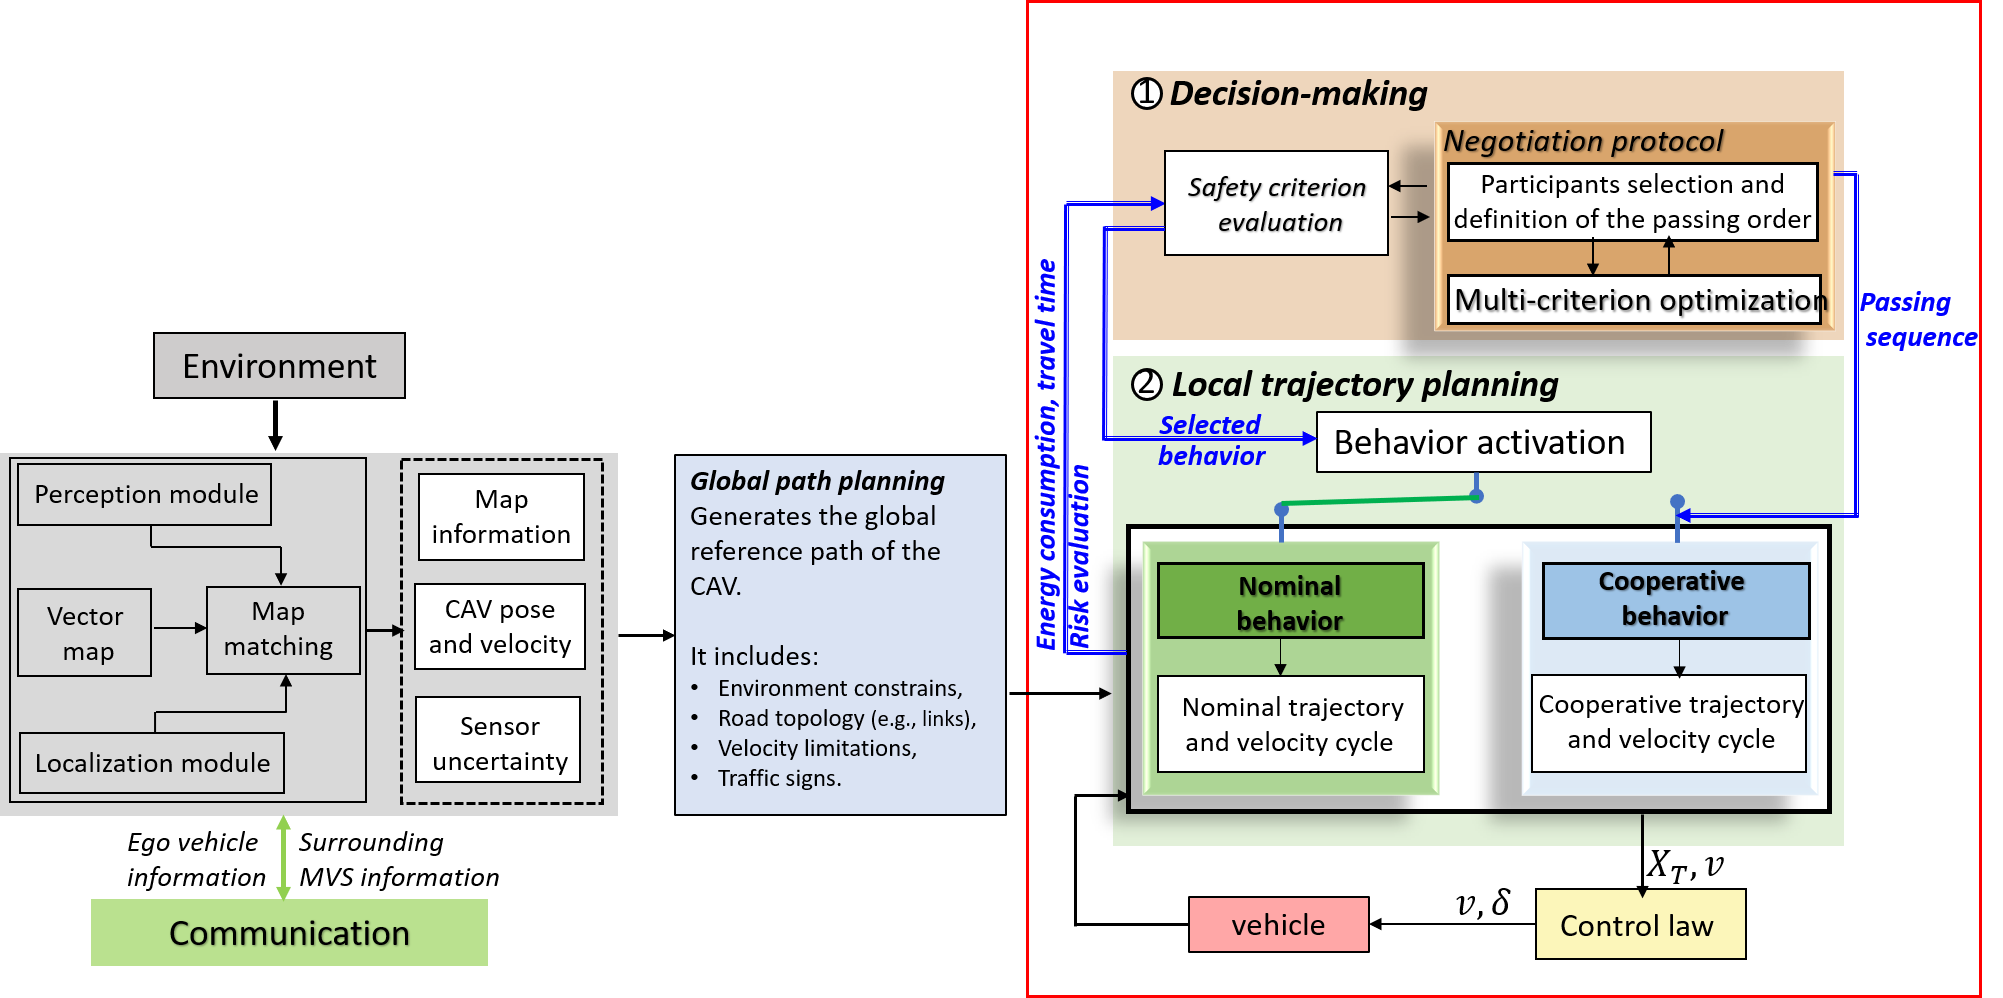 Environment
Perception module
Vector
map
Map
matching
Localization module
Map
information
CAV pose
and velocity
Sensor
uncertainty
Ego vehicle
information
Surrounding
MVS information
Communication
Global path planning
Generates the global
reference path of the
CAV.
It includes:
• Environment constrains,
• Road topology (e.g., links),
• Velocity limitations,
• Traffic signs.
① Decision-making
Safety criterion
evaluation
Negotiation protocol
Participants selection and
definition of the passing order
Multi-criterion optimization
Energy consumption, travel time
Risk evaluation
Passing
sequence
② Local trajectory planning
Selected
behavior
Behavior activation
Nominal
behavior
Nominal trajectory
and velocity cycle
Cooperative
behavior
Cooperative trajectory
and velocity cycle
X_T, v
Control law
v, δ
vehicle